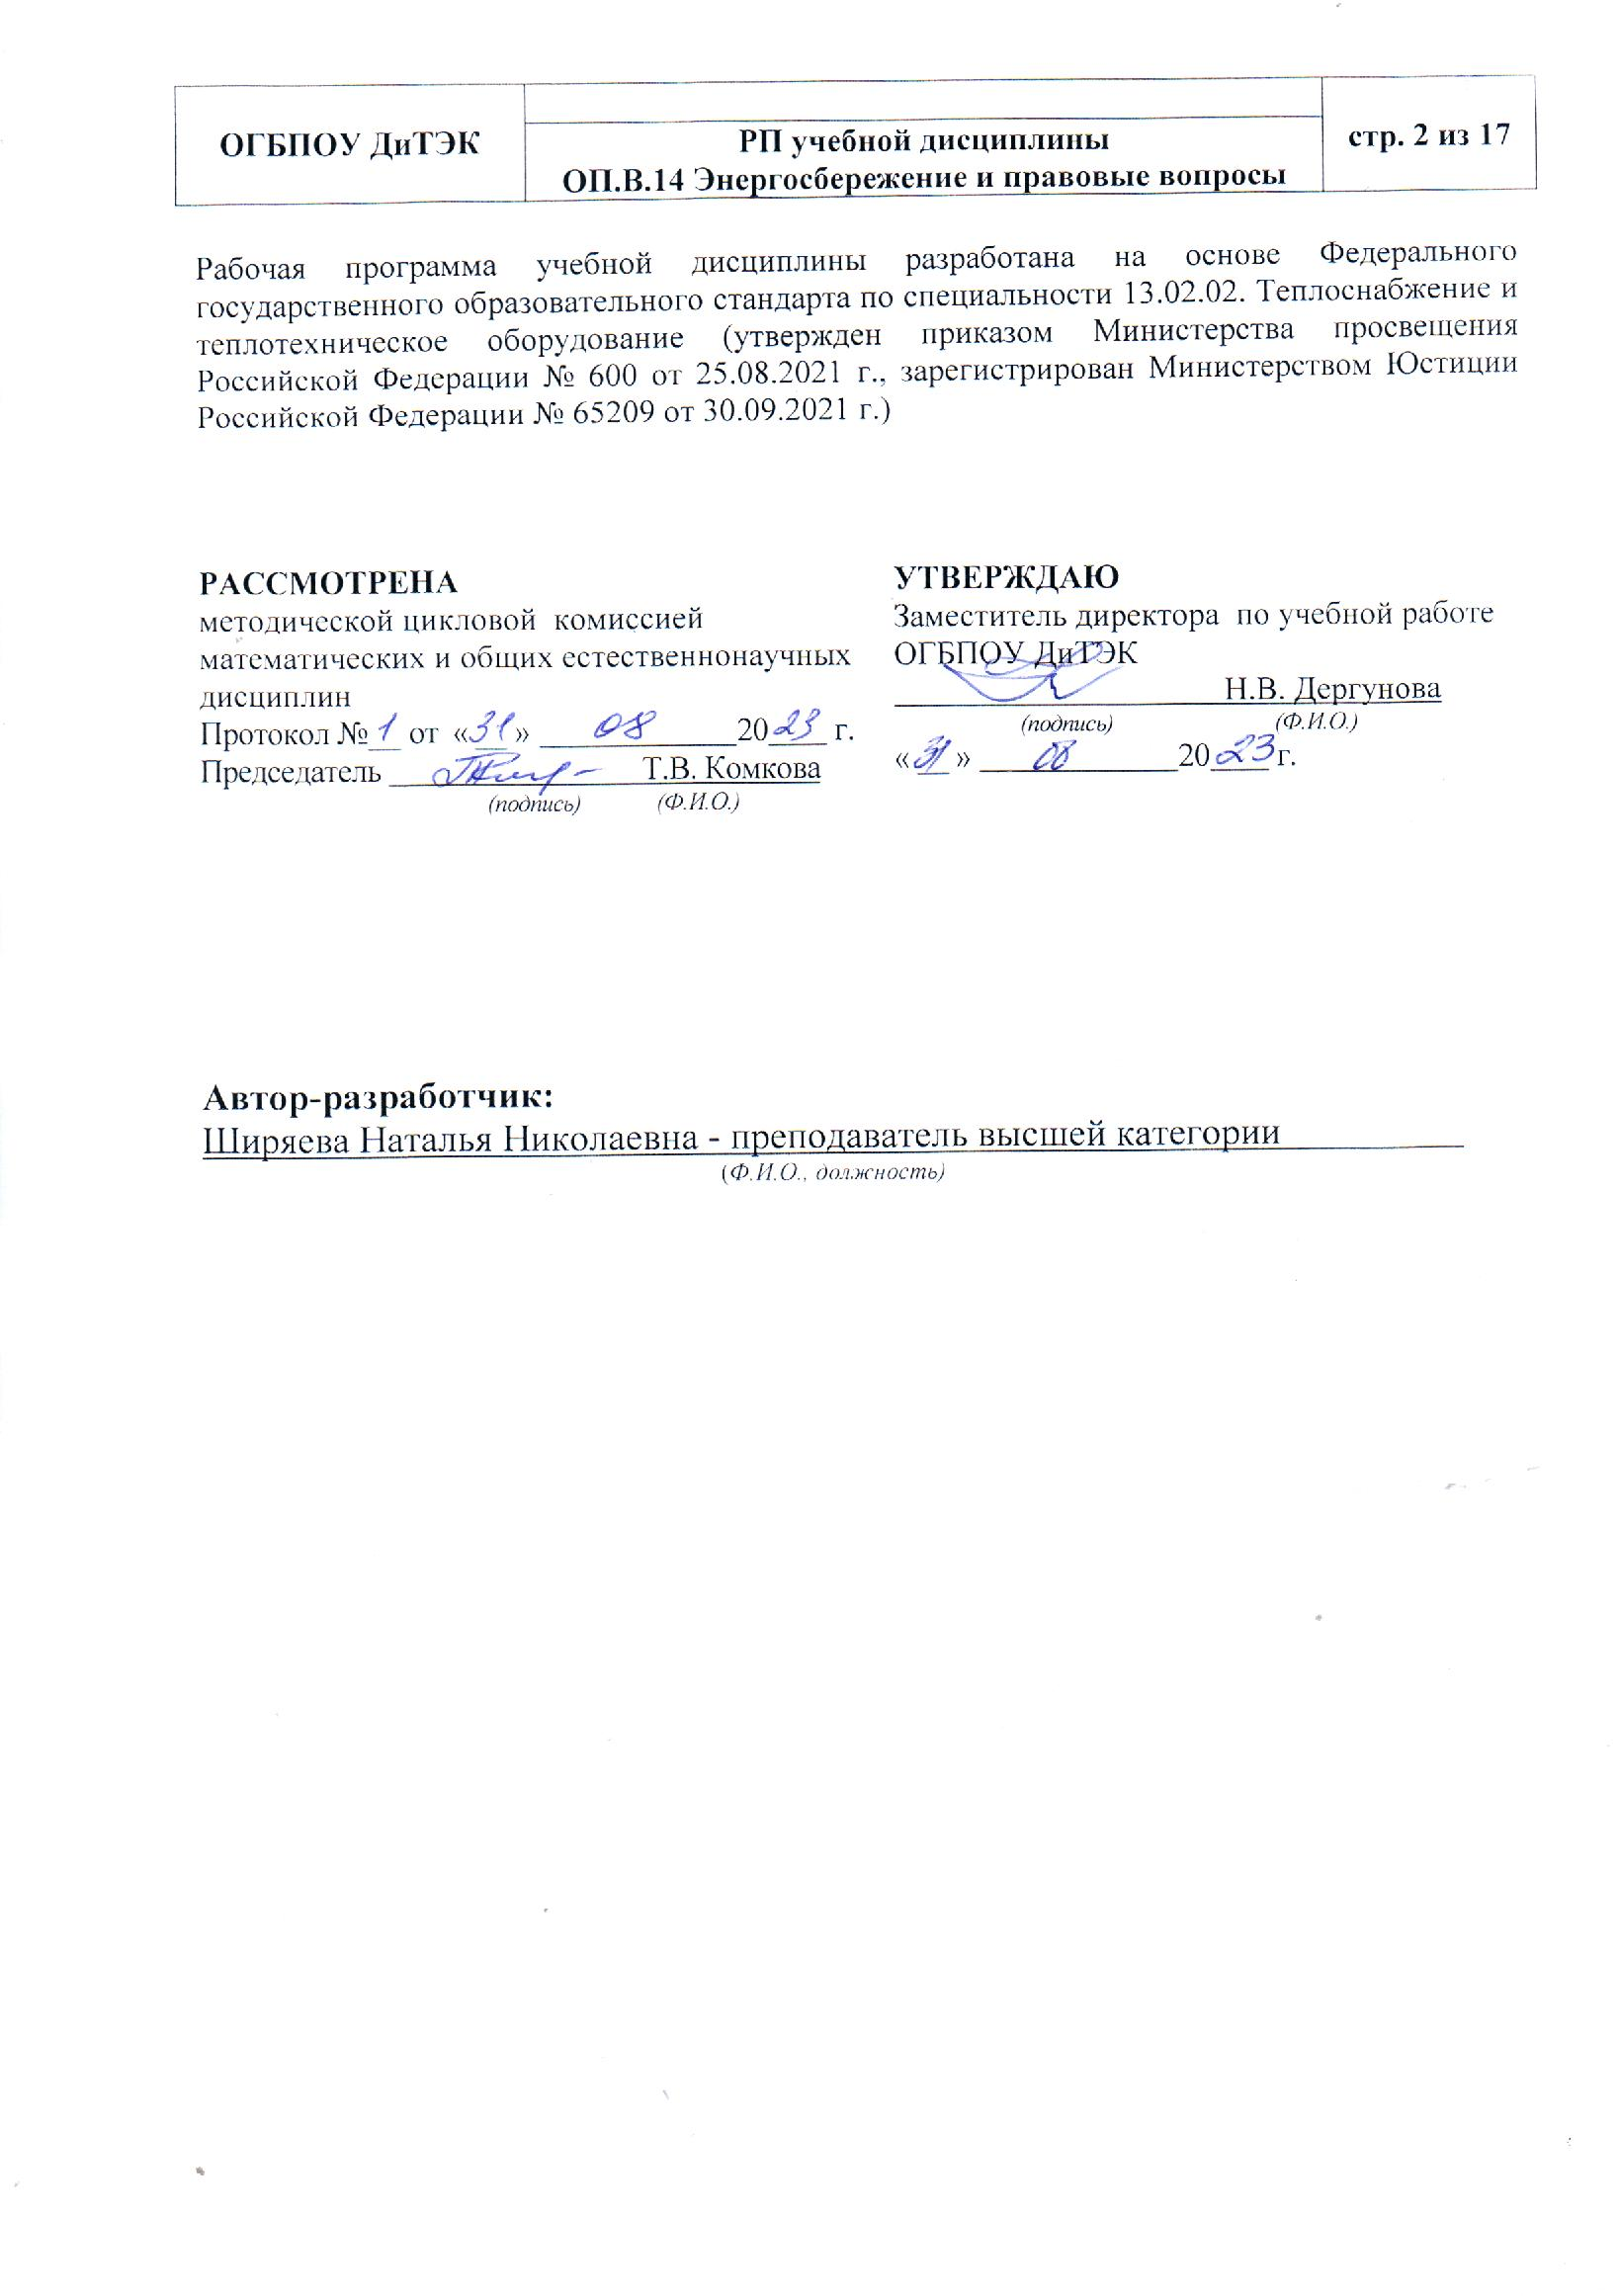 ОГБПОУ ДиТЭК
РП учебной дисциплины
ОП.В.14 Энергосбережение и правовые вопросы
стр. 2 из 17
Рабочая программа учебной дисциплины разработана на основе Федерального
государственного образовательного стандарта по специальности 13.02.02. Теплоснабжение и
теплотехническое оборудование (утвержден приказом Министерства просвещения
Российской Федерации № 600 от 25.08.2021 г., зарегистрирован Министерством Юстиции
Российской Федерации № 65209 от 30.09.2021 г.)
РАССМОТРЕНА
методической цикловой комиссией
математических и общих естественнонаучных
дисциплин
Протокол № 1 от «31» 08 2023 г.
Председатель Т.В. Комкова
(подпись) (Ф.И.О.)
УТВЕРЖДАЮ
Заместитель директора по учебной работе
ОГБПОУ ДиТЭК
Н.В. Дергунова
(подпись) (Ф.И.О.)
«31» 08 2023 г.
Автор-разработчик:
Ширяева Наталья Николаевна - преподаватель высшей категории
(Ф.И.О., должность)